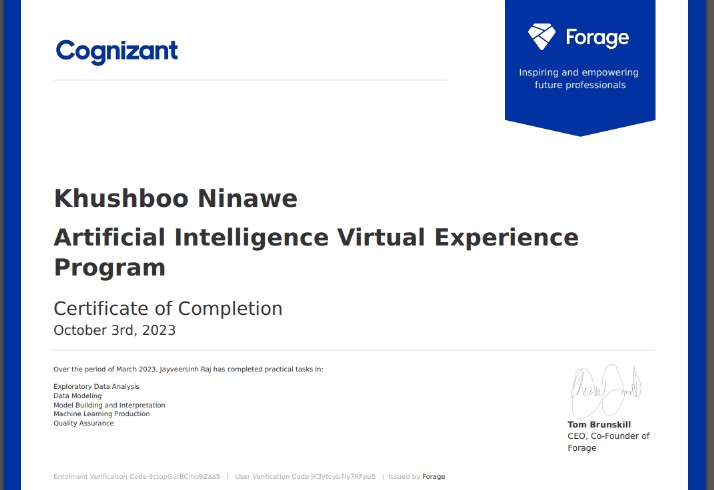 Cognizant
Forage
Inspiring and empowering
future professionals
Khushboo Ninawe
Artificial Intelligence Virtual Experience
Program
Certificate of Completion
October 3rd, 2023
Over the period of March 2023, Jayveersinh Raj has completed practical tasks in:
Exploratory Data Analysis
Data Modeling
Model Building and Interpretation
Machine Learning Production
Quality Assurance
Tom Brunskill
CEO, Co-Founder of
Forage
Enrolment Verification Code 9ctopGvrBCmo9Zaa9 | User Verification Code jK3ytoyb7iy7RFpu5 | Issued by Forage